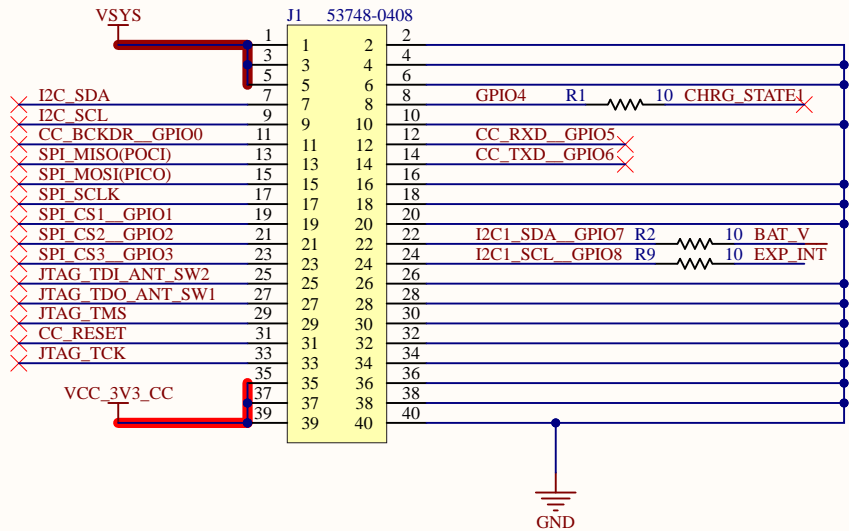 VSYS J1 53748-0408
1 1 2 2
3 3 4 4
5 5 6 6
I2C_SDA 7 7 8 8 GPIO4 R1 10 CHRG_STATE1
I2C_SCL 9 9 10 10
CC_BCKDR__GPIO0 11 11 12 12 CC_RXD__GPIO5
SPI_MISO(POCI) 13 13 14 14 CC_TXD__GPIO6
SPI_MOSI(PICO) 15 15 16 16
SPI_SCLK 17 17 18 18
SPI_CS1__GPIO1 19 19 20 20
SPI_CS2__GPIO2 21 21 22 22 I2C1_SDA__GPIO7 R2 10 BAT_V
SPI_CS3__GPIO3 23 23 24 24 I2C1_SCL__GPIO8 R9 10 EXP_INT
JTAG_TDI_ANT_SW2 25 25 26 26
JTAG_TDO_ANT_SW1 27 27 28 28
JTAG_TMS 29 29 30 30
CC_RESET 31 31 32 32
JTAG_TCK 33 33 34 34
35 35 36 36
VCC_3V3_CC 37 37 38 38
39 39 40 40
GND